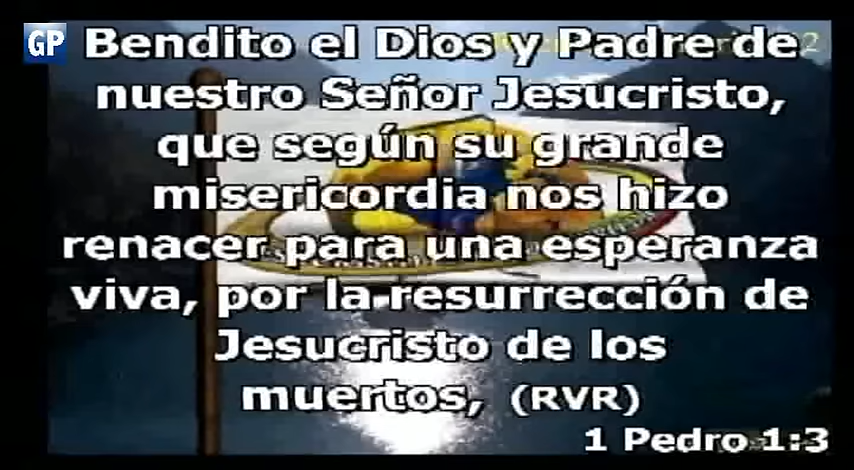 GP
Bendito el Dios y Padre de
nuestro Señor Jesucristo,
que según su grande
misericordia nos hizo
renacer para una esperanza
viva, por la resurrección de
Jesucristo de los
muertos, (RVR)
1 Pedro 1:3